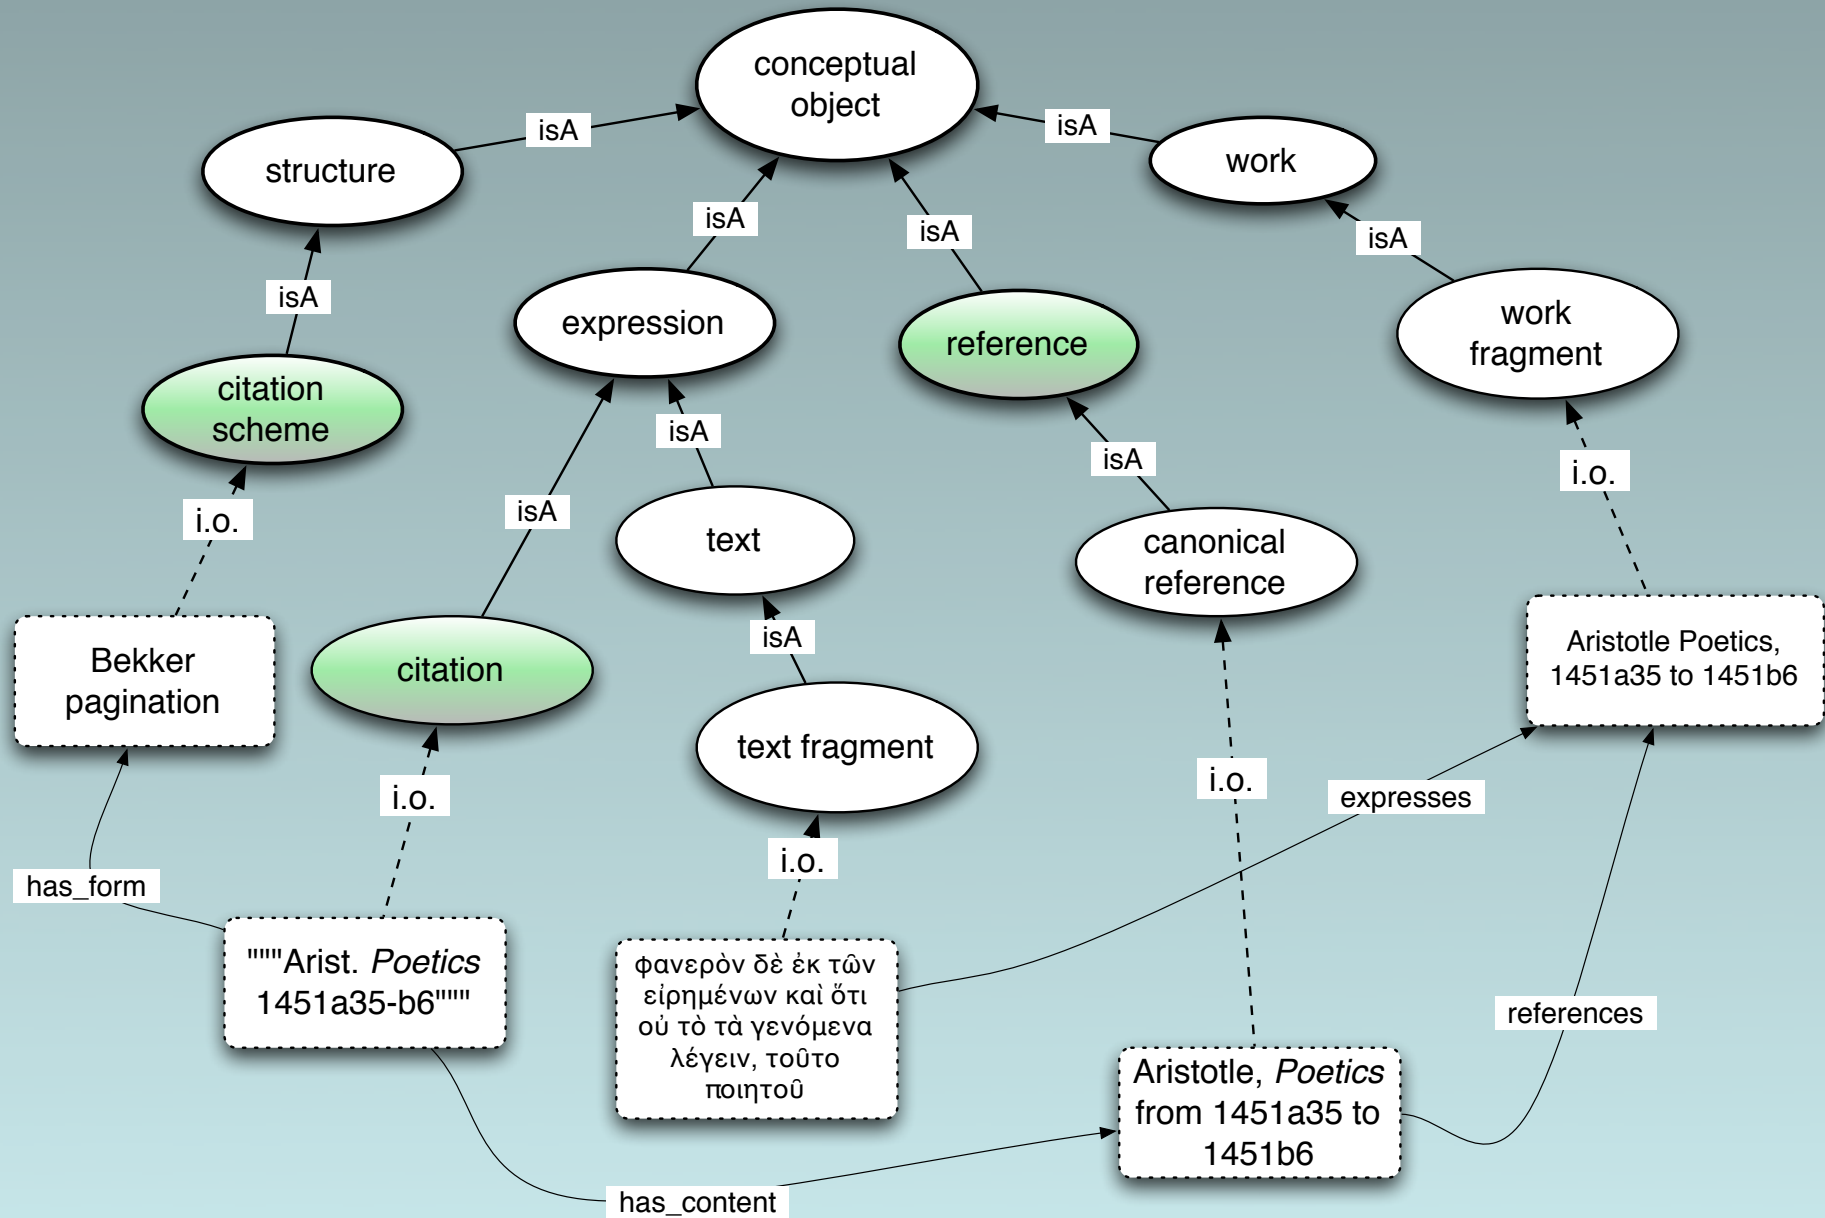 conceptual
object
isA
isA
structure
work
isA
isA
isA
isA
expression
reference
work
fragment
citation
scheme
isA
isA
i.o.
i.o.
isA
text
canonical
reference
isA
Bekker
pagination
citation
Aristotle Poetics,
1451a35 to 1451b6
text fragment
i.o.
i.o.
expresses
i.o.
has_form
"""Arist. Poetics
1451a35-b6"""
φανερὸν δὲ ἐκ τῶν
εἰρημένων καὶ ὅτι
οὐ τὸ τὰ γενόμενα
λέγειν, τοῦτο
ποιητοῦ
references
Aristotle, Poetics
from 1451a35 to
1451b6
has_content